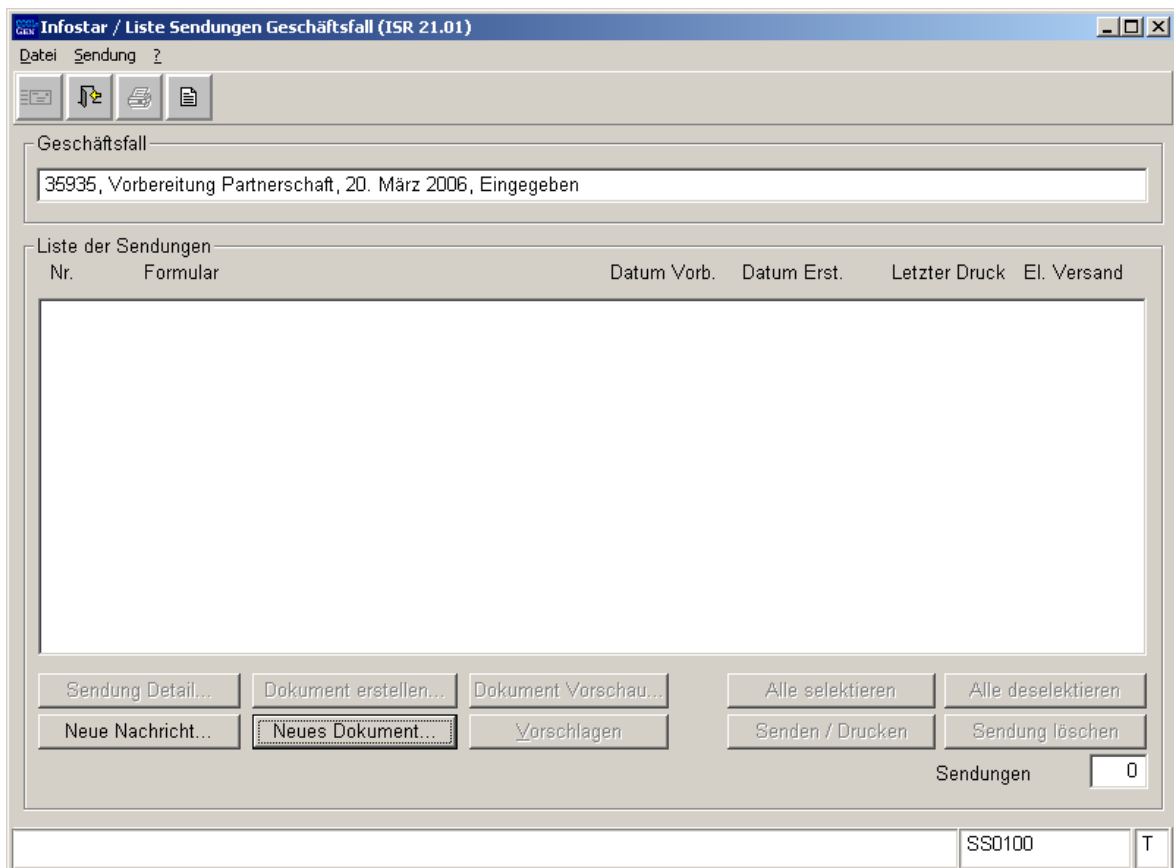 COOL: GEN Infostar / Liste Sendungen Geschäftsfall (ISR 21.01)
Datei Sendung ?
Geschäftsfall
35935, Vorbereitung Partnerschaft, 20. März 2006, Eingegeben
Liste der Sendungen
Nr. Formular Datum Vorb. Datum Erst. Letzter Druck El. Versand
Sendung Detail... Dokument erstellen... Dokument Vorschau... Alle selektieren Alle deselektieren
Neue Nachricht... Neues Dokument... Vorschlagen Senden / Drucken Sendung löschen
Sendungen 0
SS0100 T